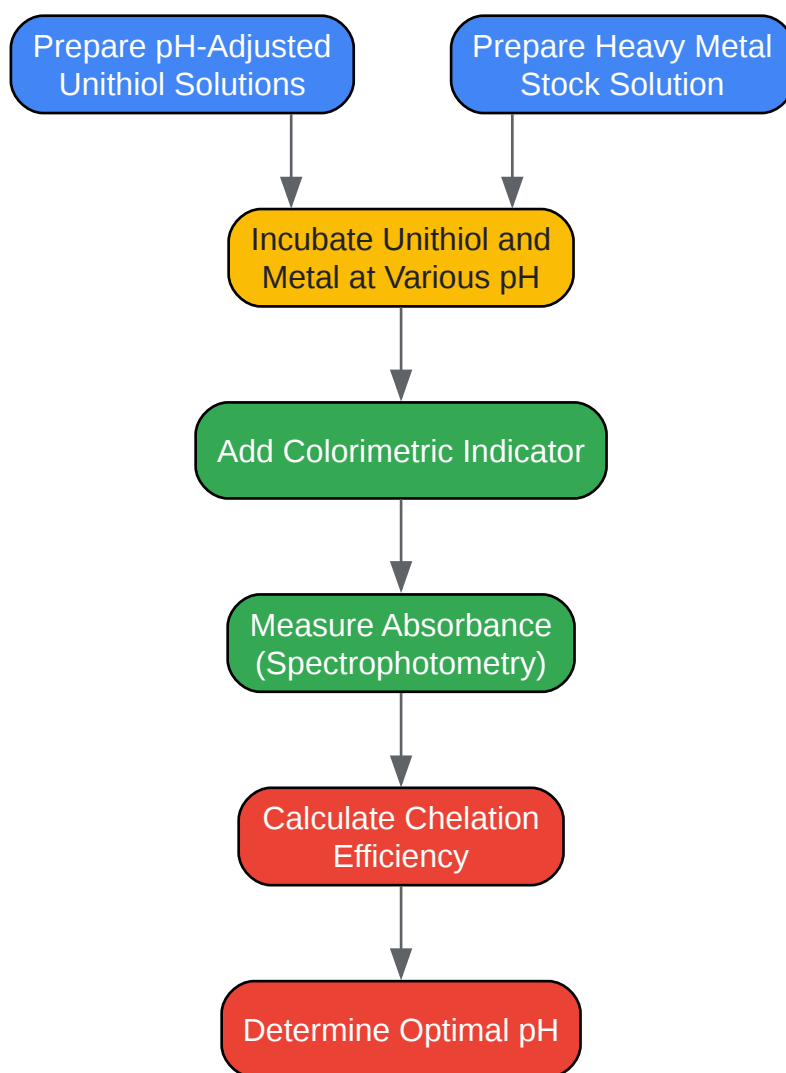 Prepare pH-Adjusted
Unithiol Solutions
Prepare Heavy Metal
Stock Solution
Incubate Unithiol and
Metal at Various pH
Add Colorimetric Indicator
Measure Absorbance
(Spectrophotometry)
Calculate Chelation
Efficiency
Determine Optimal pH